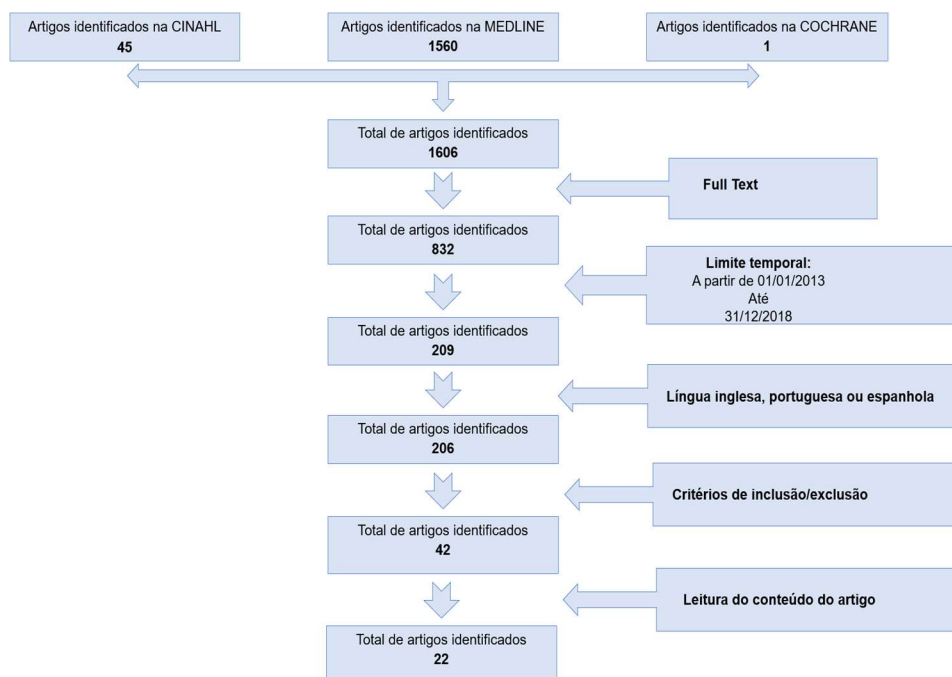 Artigos identificados na CINAHL
45
Artigos identificados na MEDLINE
1560
Artigos identificados na COCHRANE
1
Total de artigos identificados
1606
Full Text
Total de artigos identificados
832
Limite temporal:
A partir de 01/01/2013
Até
31/12/2018
Total de artigos identificados
209
Língua inglesa, portuguesa ou espanhola
Total de artigos identificados
206
Critérios de inclusão/exclusão
Total de artigos identificados
42
Leitura do conteúdo do artigo
Total de artigos identificados
22